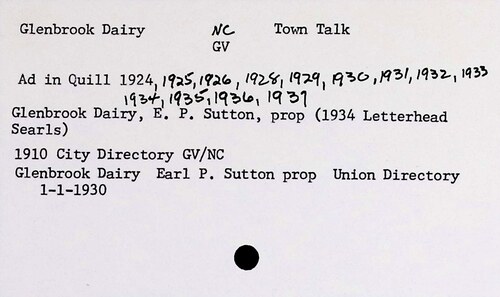 Glenbrook Dairy NC Town Talk
GV
Ad in Quill 1924, 1925, 1926, 1928, 1929, 1930, 1931, 1932, 1933
1934, 1935, 1936, 1937
Glenbrook Dairy, E. P. Sutton, prop (1934 Letterhead
Searls)
1910 City Directory GV/NC
Glenbrook Dairy Earl P. Sutton prop Union Directory
1-1-1930